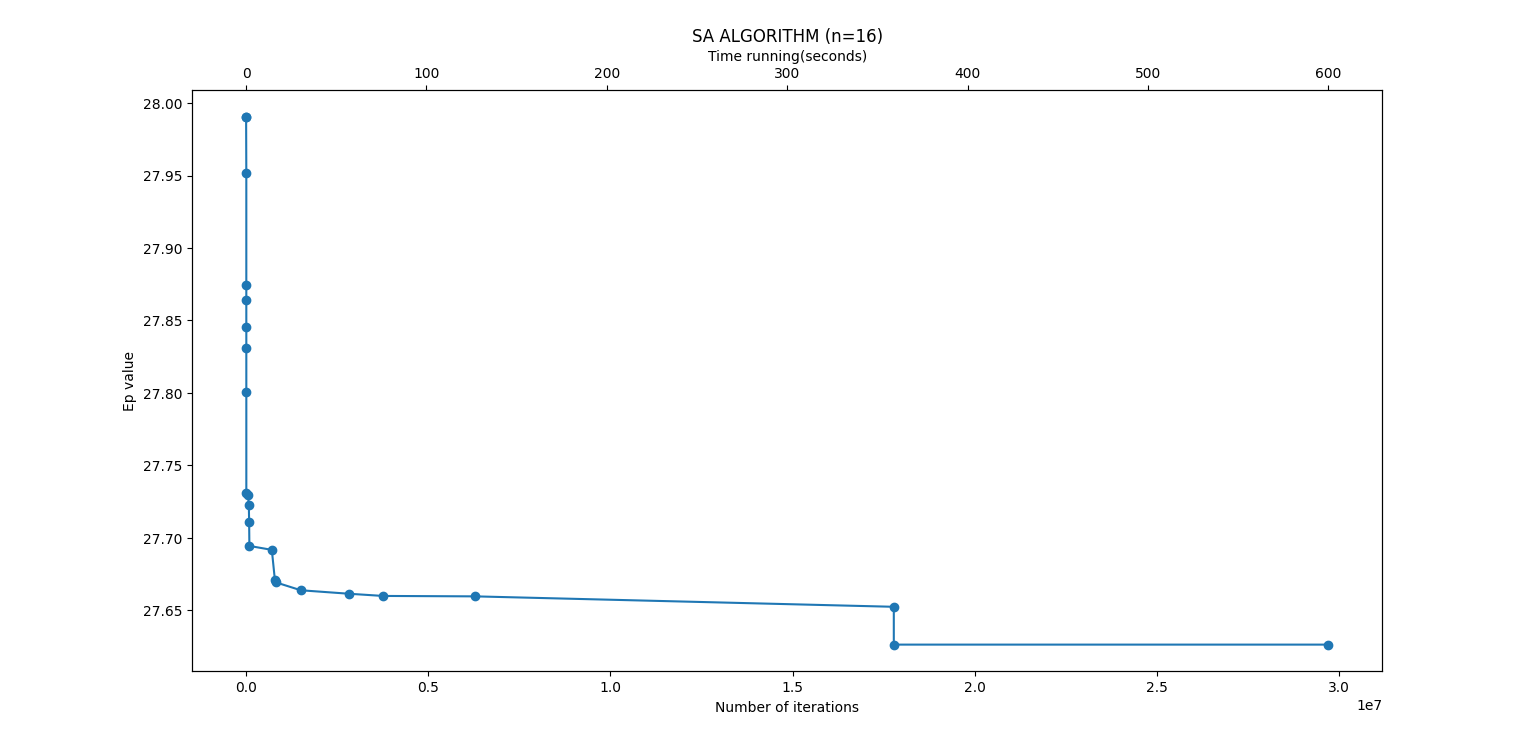 SA ALGORITHM (n=16)
Time running(seconds)
0 100 200 300 400 500 600
28.00
27.95
27.90
27.85
27.80
27.75
27.70
27.65
Ep value
0.0 0.5 1.0 1.5 2.0 2.5 3.0
1e7
Number of iterations